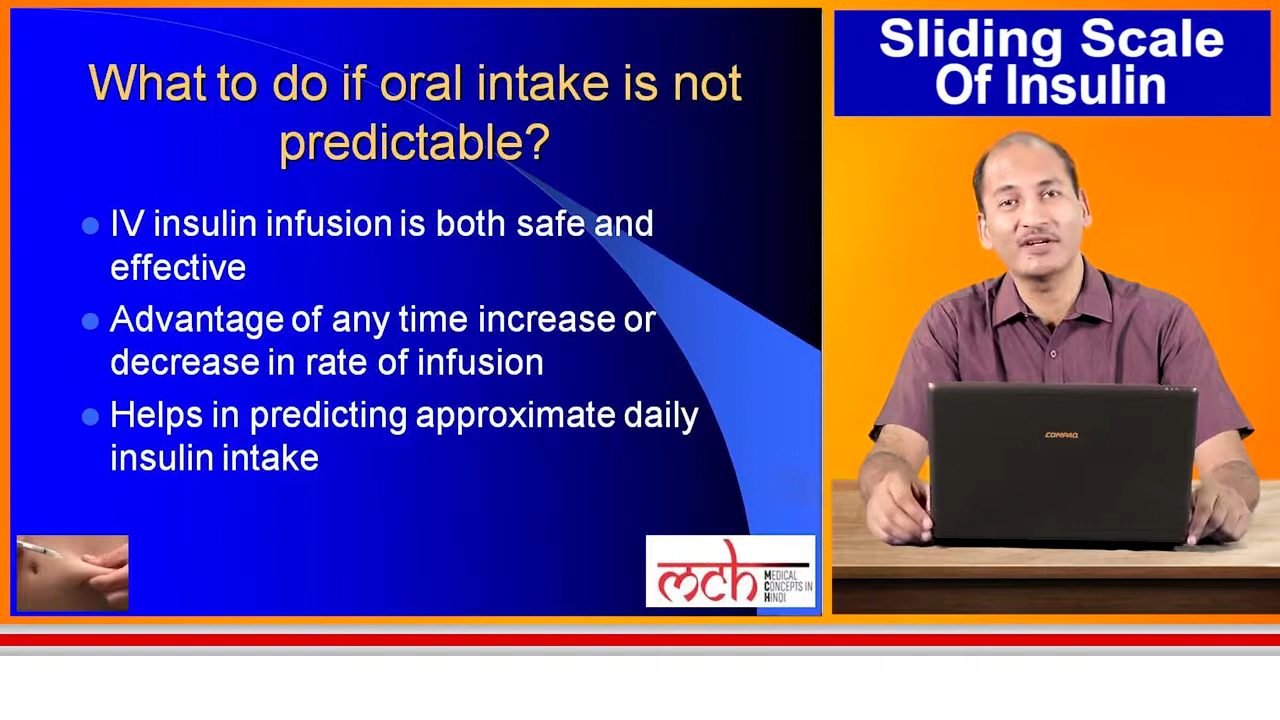 What to do if oral intake is not
predictable?
IV insulin infusion is both safe and
effective
Advantage of any time increase or
decrease in rate of infusion
Helps in predicting approximate daily
insulin intake
mch
MEDICAL
CONCEPTS IN
HINDI
Sliding Scale
Of Insulin
COMPAQ